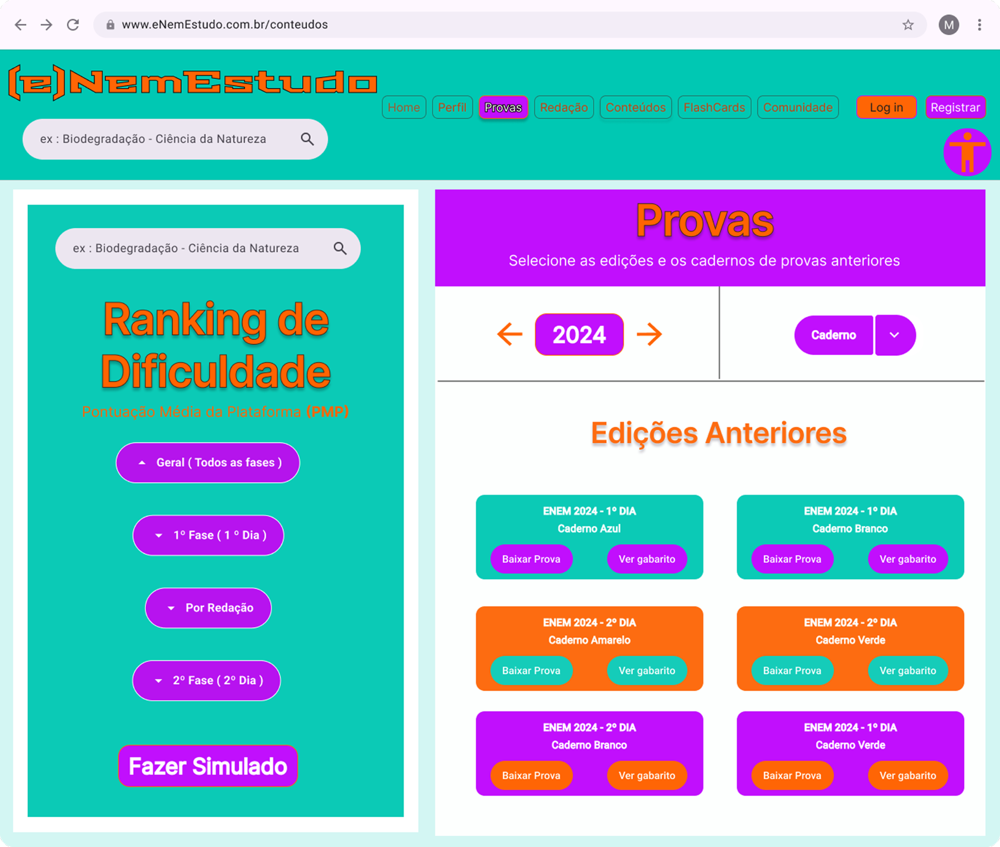 www.eNemEstudo.com.br/conteudos
M
(e)NemEstudo
Home Perfil Provas Redação Conteúdos FlashCards Comunidade Log in Registrar
ex : Biodegradação - Ciência da Natureza
ex : Biodegradação - Ciência da Natureza
Ranking de
Dificuldade
Pontuação Média da Plataforma (PMP)
Geral ( Todos as fases )
1º Fase ( 1 º Dia )
Por Redação
2º Fase ( 2º Dia )
Fazer Simulado
Provas
Selecione as edições e os cadernos de provas anteriores
2024
Caderno
Edições Anteriores
ENEM 2024 - 1º DIA
Caderno Azul
Baixar Prova Ver gabarito
ENEM 2024 - 1º DIA
Caderno Branco
Baixar Prova Ver gabarito
ENEM 2024 - 2º DIA
Caderno Amarelo
Baixar Prova Ver gabarito
ENEM 2024 - 2º DIA
Caderno Verde
Baixar Prova Ver gabarito
ENEM 2024 - 2º DIA
Caderno Branco
Baixar Prova Ver gabarito
ENEM 2024 - 1º DIA
Caderno Verde
Baixar Prova Ver gabarito